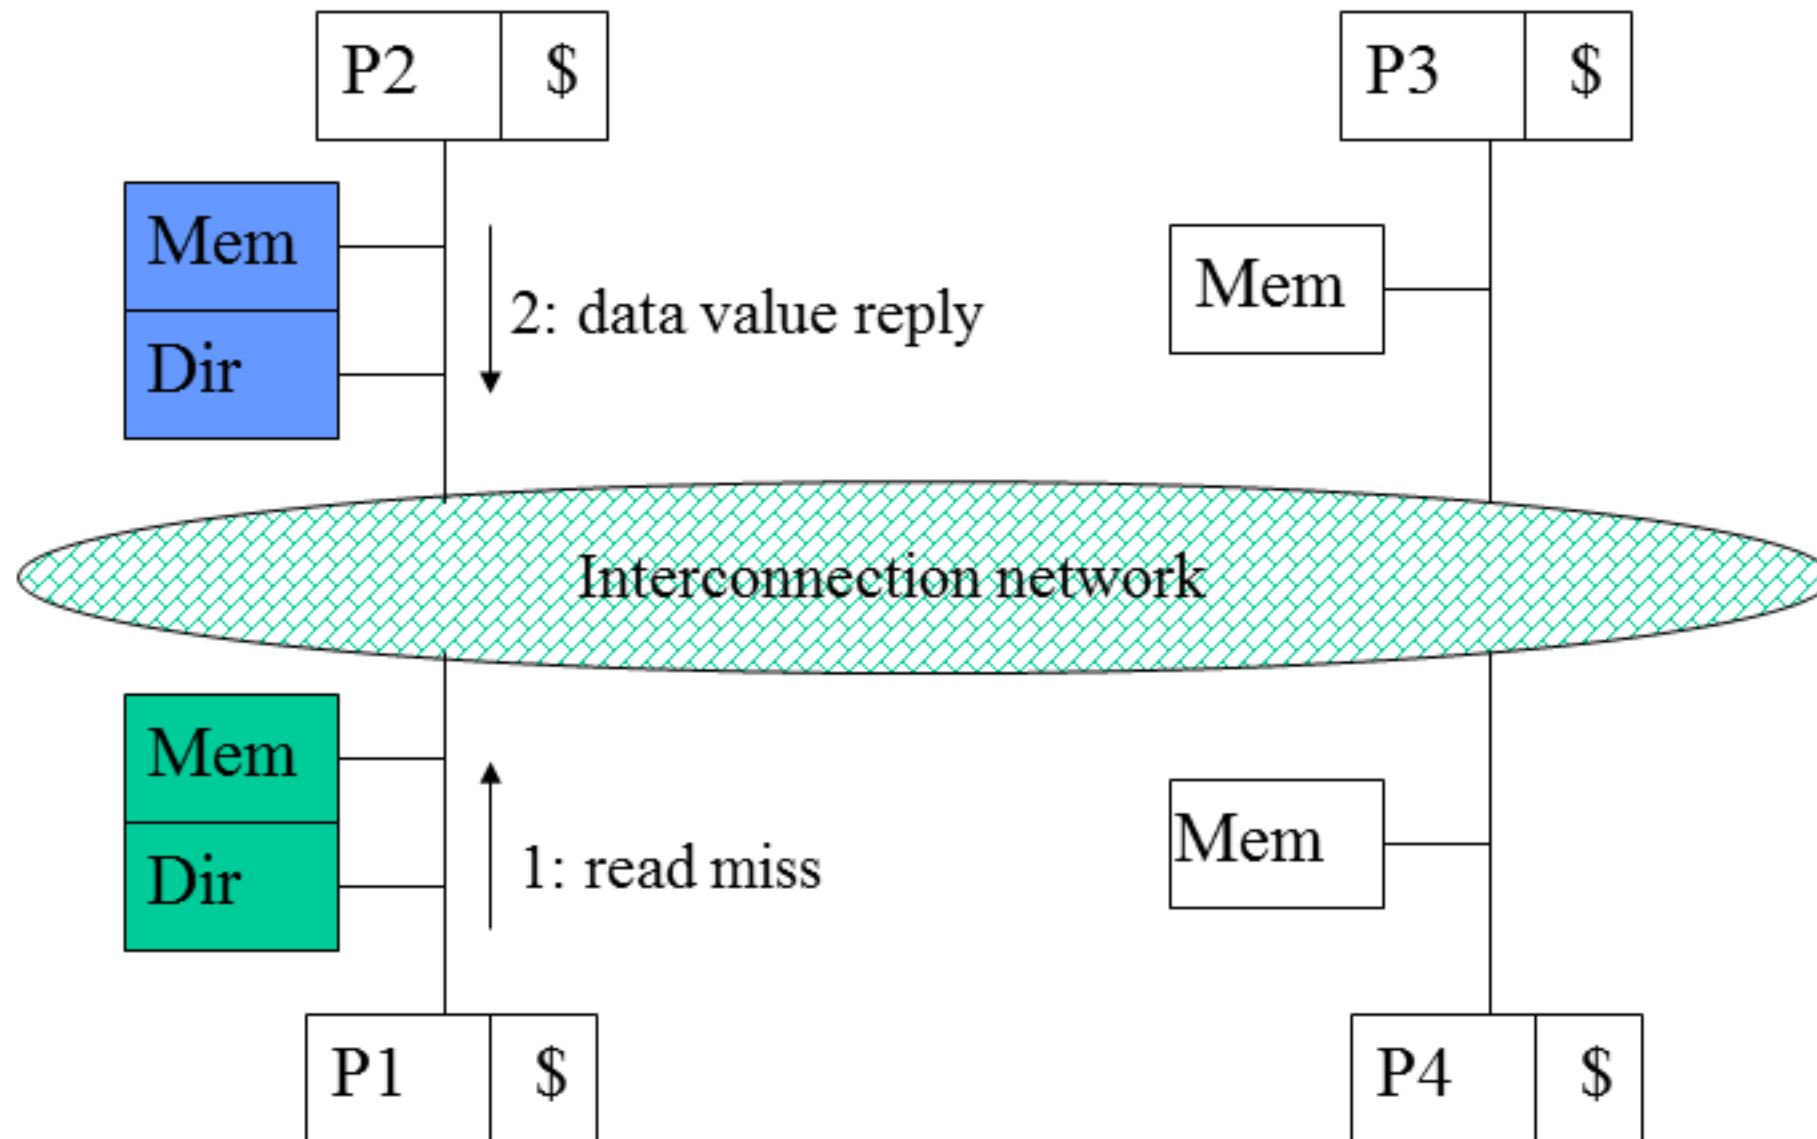 P2 $
P3 $
Mem
Dir
2: data value reply
Mem
Interconnection network
Mem
Dir
1: read miss
Mem
P1 $
P4 $